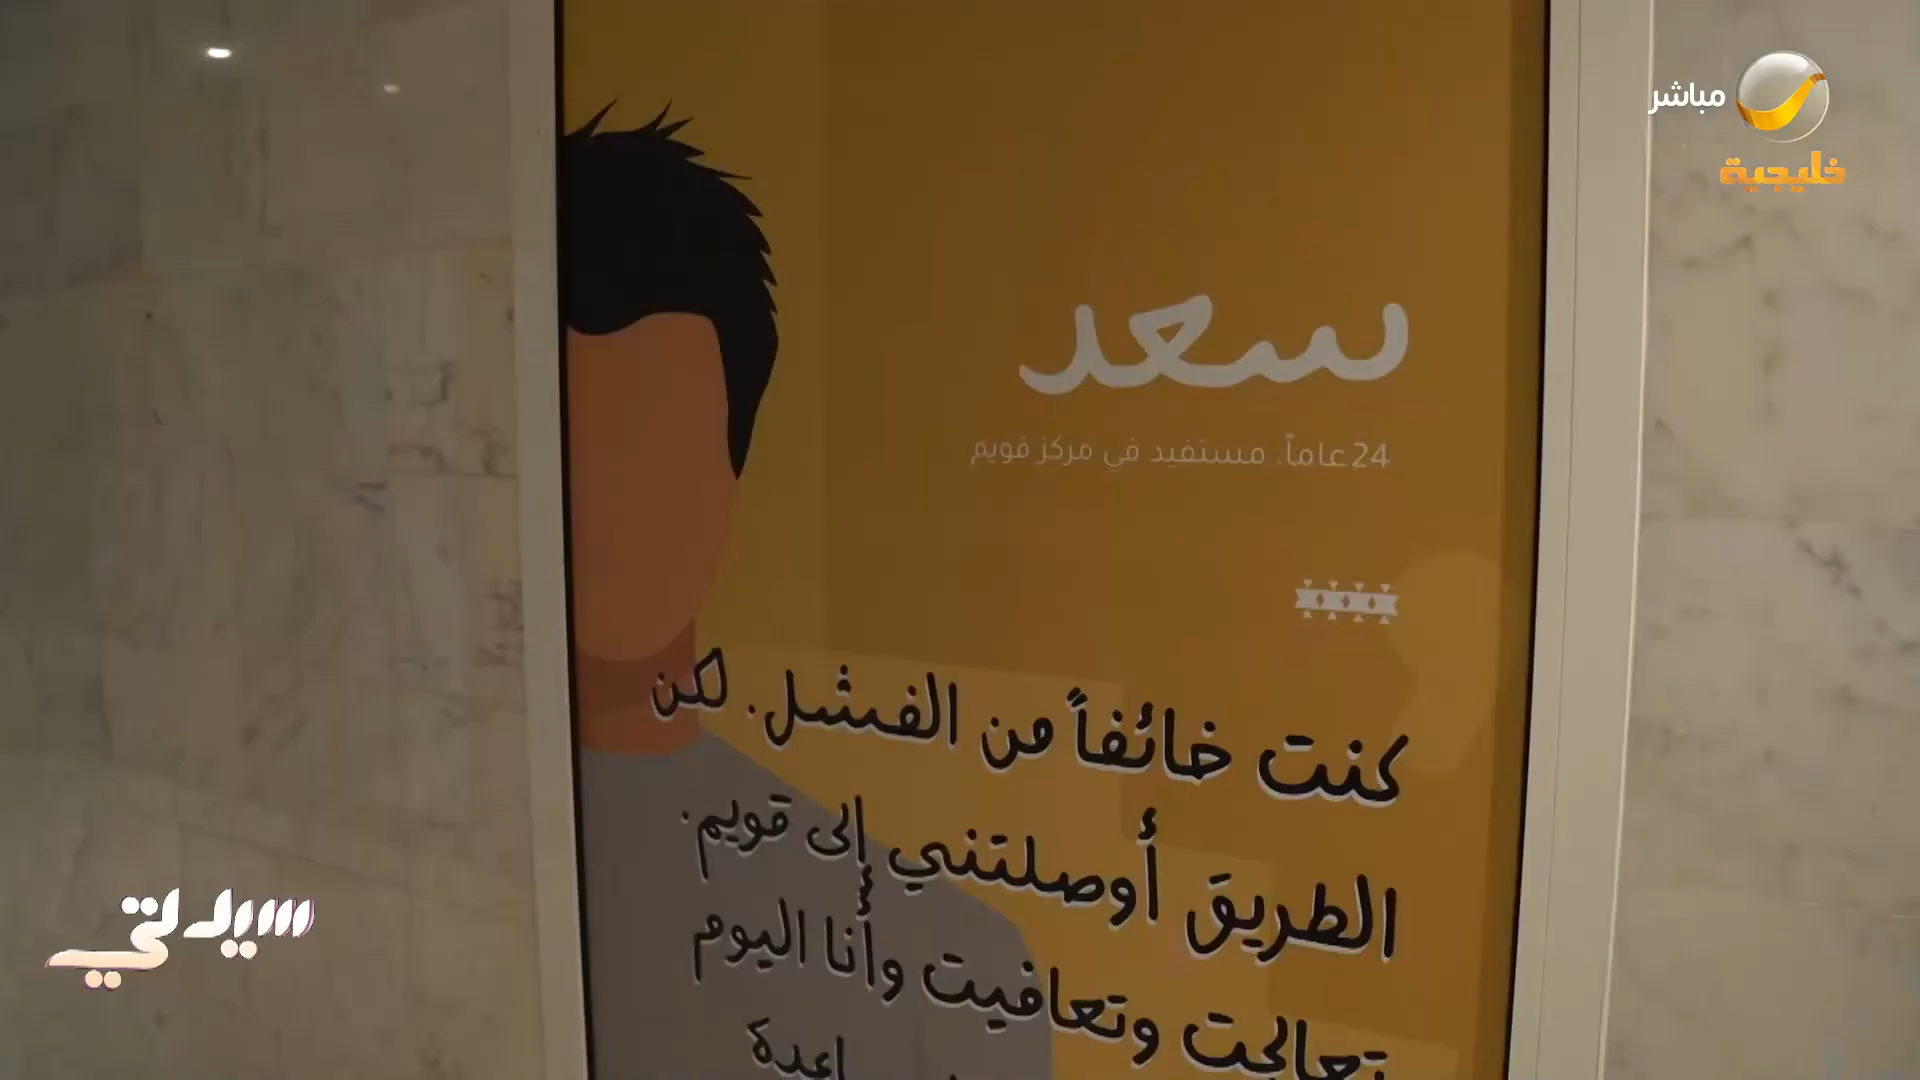 مباشر
خليجية
سعد
24 عاماً. مستفيد في مركز قويم
كنت خائفاً من الفشل. لكن
الطريق أوصلتني إلى قويم.
تعالجت وتعافيت وأنا اليوم
سيدتي